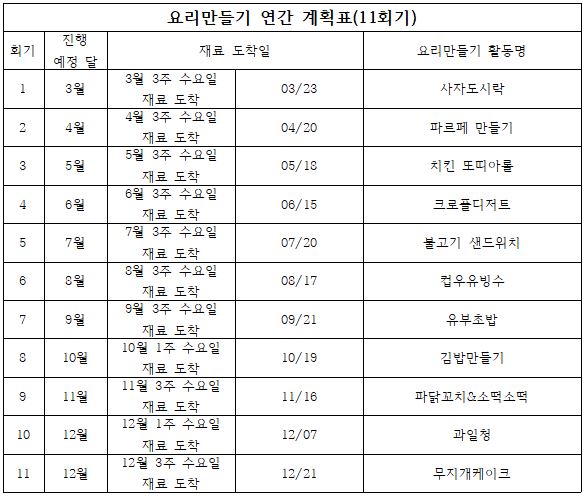 요리만들기 연간 계획표(11회기)
회기 진행 예정 달 재료 도착일 요리만들기 활동명
1 3월 3월 3주 수요일 재료 도착 03/23 사자도시락
2 4월 4월 3주 수요일 재료 도착 04/20 파르페 만들기
3 5월 5월 3주 수요일 재료 도착 05/18 치킨 또띠아롤
4 6월 6월 3주 수요일 재료 도착 06/15 크로플디저트
5 7월 7월 3주 수요일 재료 도착 07/20 불고기 샌드위치
6 8월 8월 3주 수요일 재료 도착 08/17 컵우유빙수
7 9월 9월 3주 수요일 재료 도착 09/21 유부초밥
8 10월 10월 1주 수요일 재료 도착 10/19 김밥만들기
9 11월 11월 3주 수요일 재료 도착 11/16 파닭꼬치&소떡소떡
10 12월 12월 1주 수요일 재료 도착 12/07 과일청
11 12월 12월 3주 수요일 재료 도착 12/21 무지개케이크